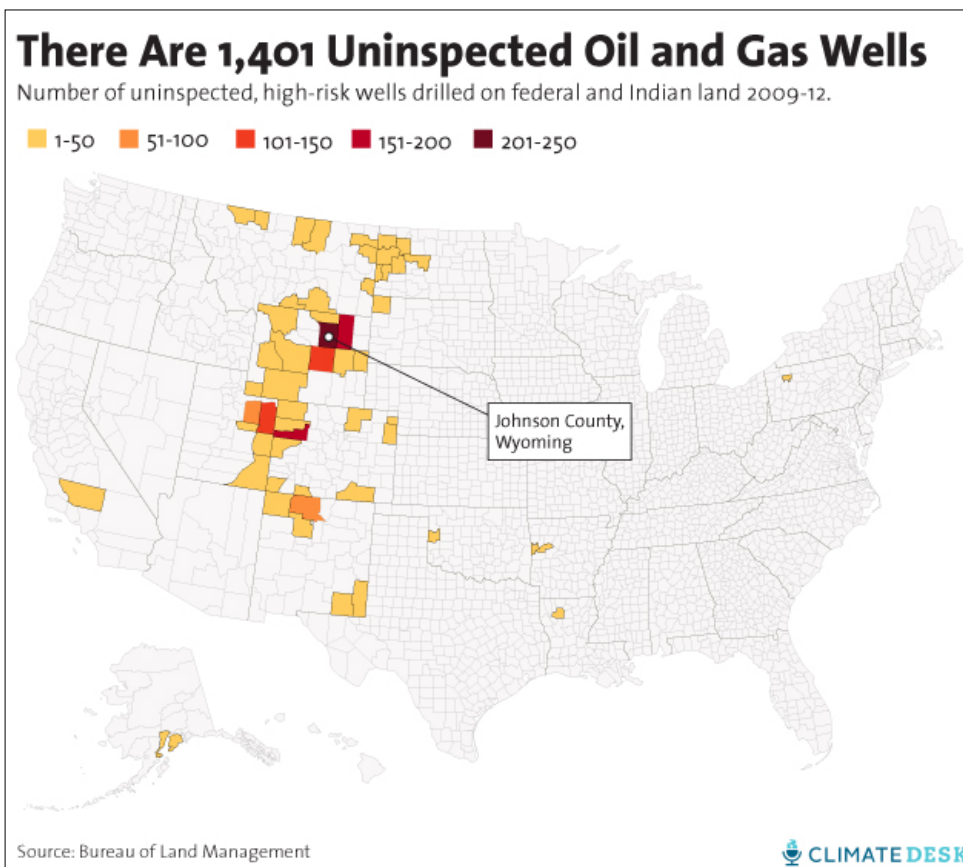 There Are 1,401 Uninspected Oil and Gas Wells
Number of uninspected, high-risk wells drilled on federal and Indian land 2009-12.
1-50 51-100 101-150 151-200 201-250
Johnson County,
Wyoming
Source: Bureau of Land Management
CLIMATE DESK